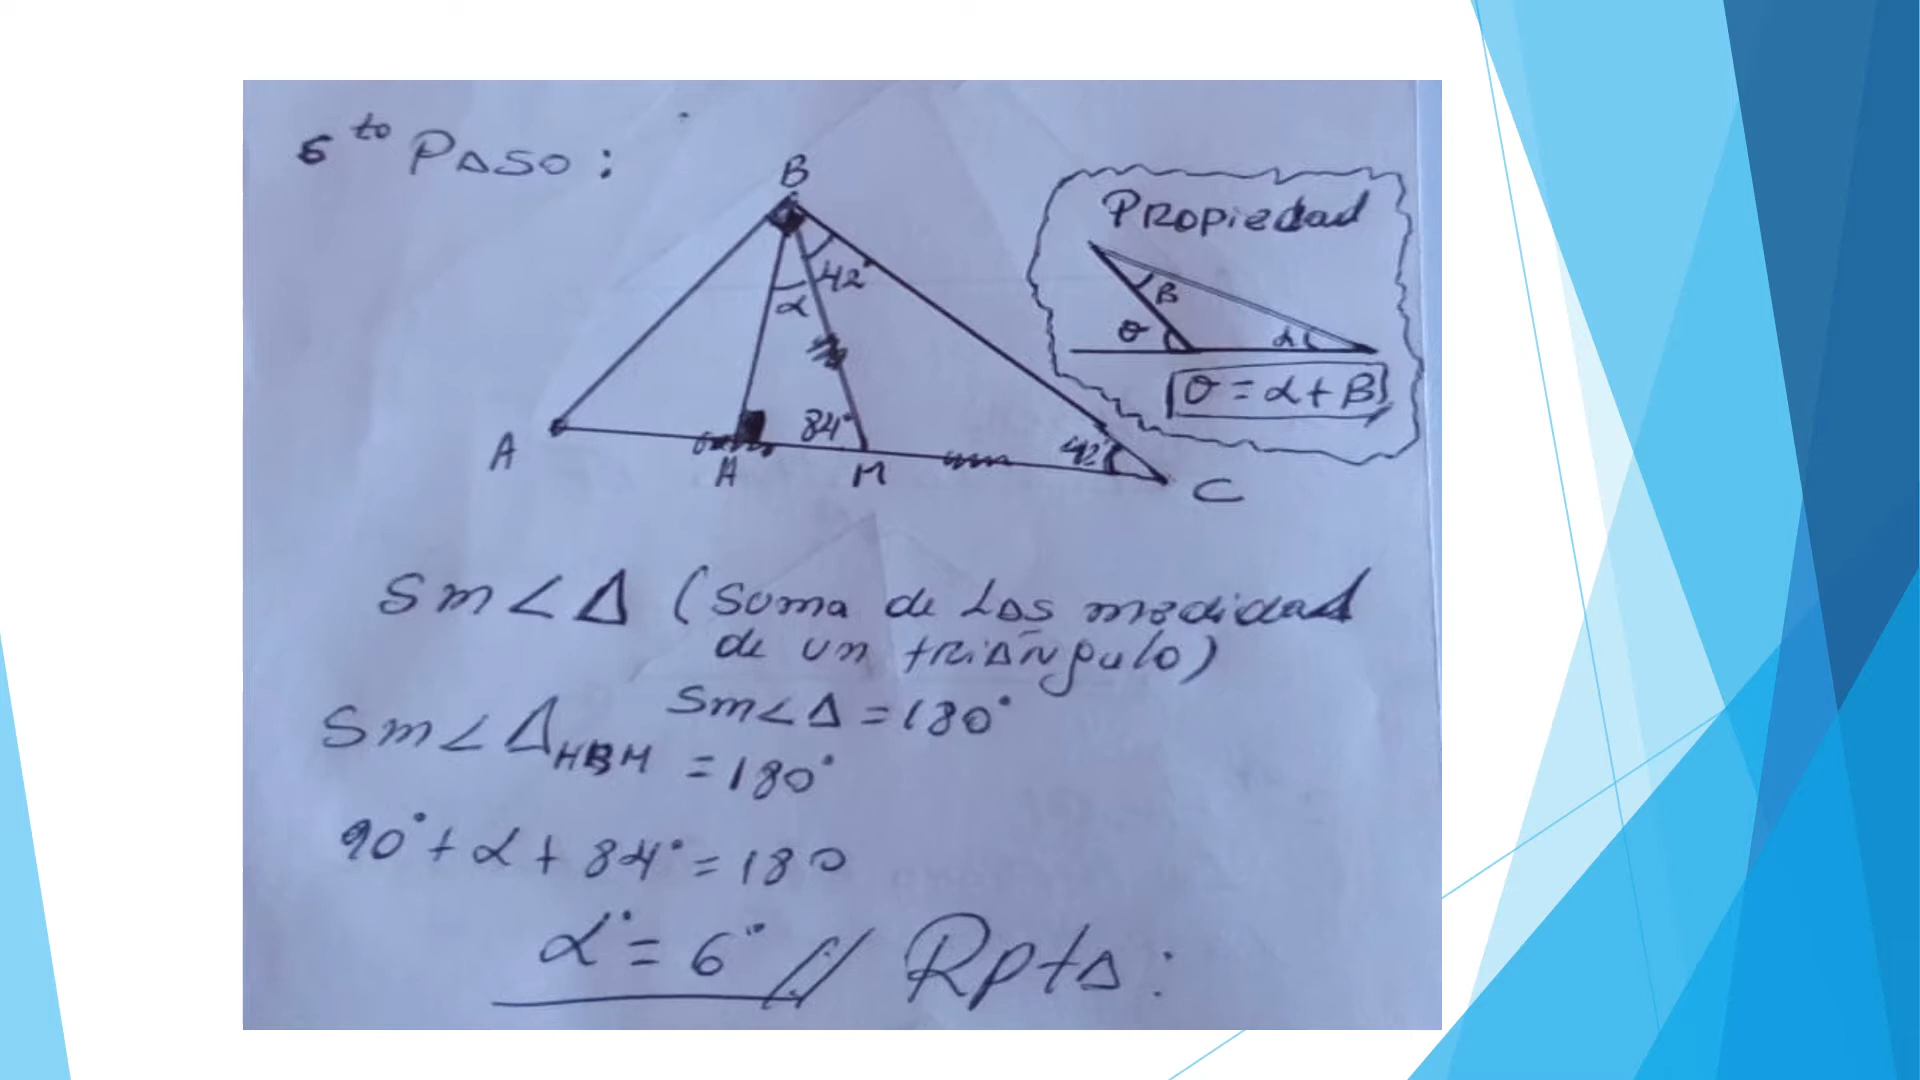 6to PASO:
B
42°
α
84°
A
H
M
42°
C
Propiedad
B
θ
α
θ = α + B
Sm∠Δ (Suma de LAS medidad
de un triángulo)
Sm∠Δ = 180°
Sm∠Δ HBM = 180°
90° + α + 84° = 180
α° = 6° // Rpta: